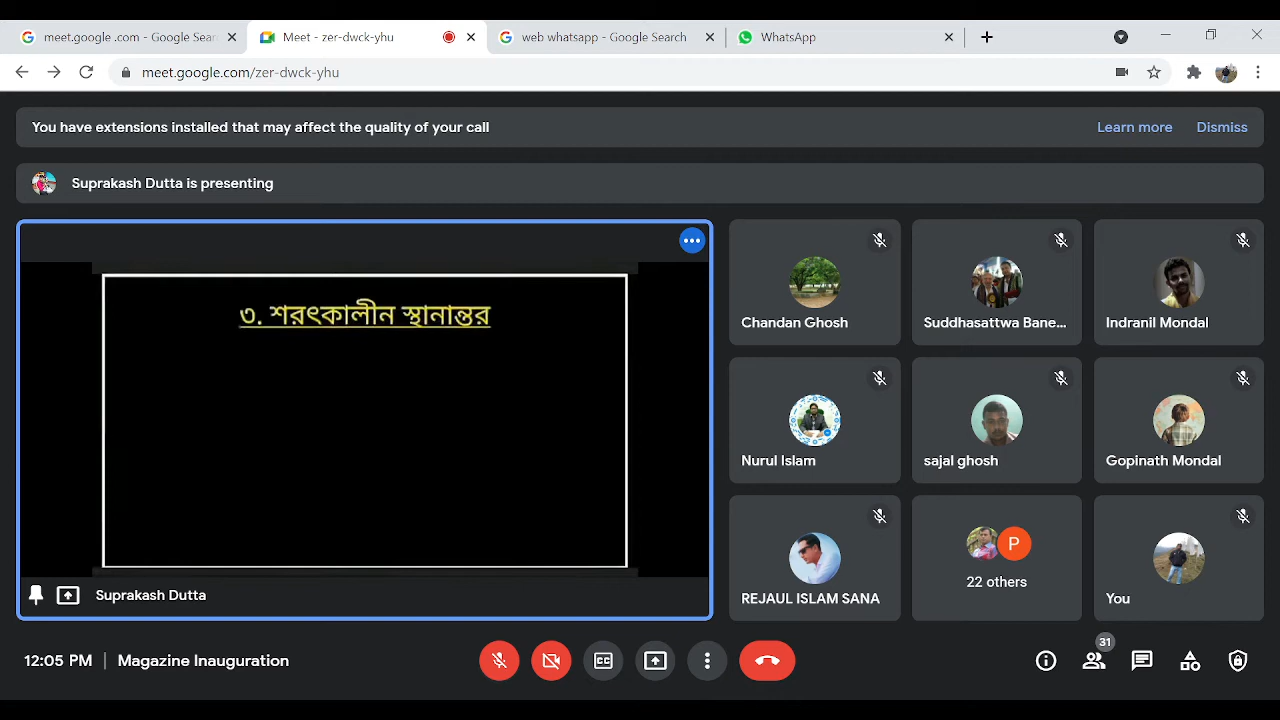 meet.google .com - Google Sear
Meet - zer-dwck-yhu
web whatsapp - Google Search
WhatsApp
meet.google.com/zer-dwck-yhu
You have extensions installed that may affect the quality of your call
Learn more
Dismiss
Suprakash Dutta is presenting
৩. শরৎকালীন স্থানান্তর
Suprakash Dutta
Chandan Ghosh
Suddhasattwa Bane...
Indranil Mondal
Nurul Islam
sajal ghosh
Gopinath Mondal
REJAUL ISLAM SANA
P
22 others
You
12:05 PM | Magazine Inauguration
CC
31